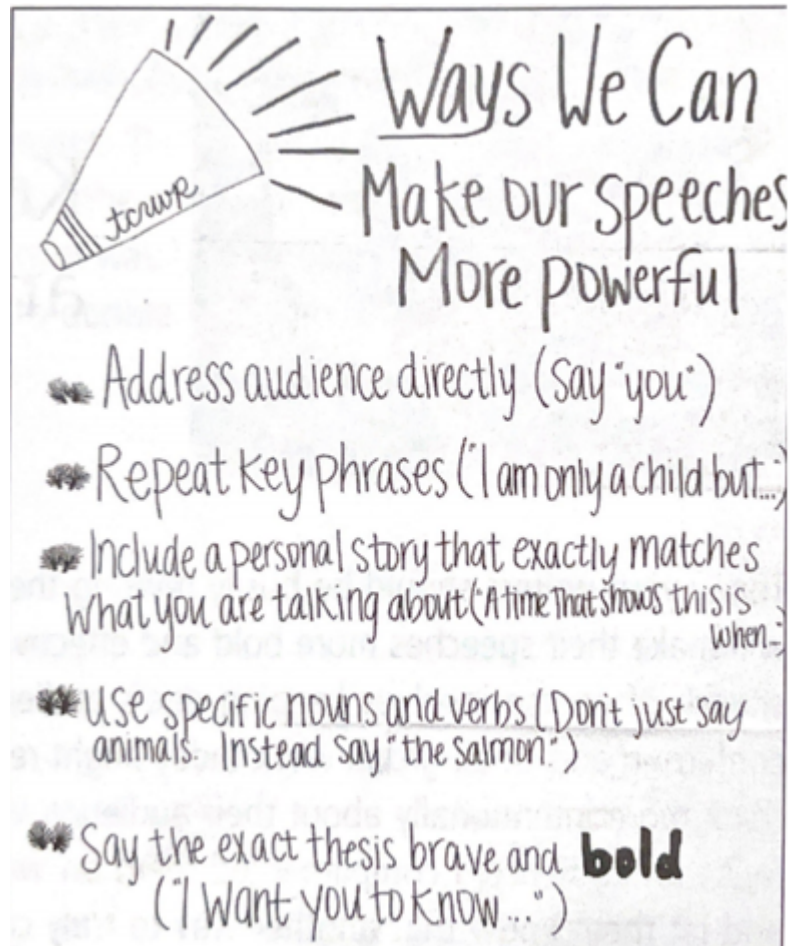 tcrwp
Ways We Can
Make our speeches
More powerful
Address audience directly (Say "you")
Repeat key phrases ("I am only a child but...")
Include a personal story that exactly matches
what you are talking about ("A time that shows this is
when...")
Use specific nouns and verbs (Don't just say
animals. Instead say "the salmon.")
Say the exact thesis brave and bold
("I want you to know...")